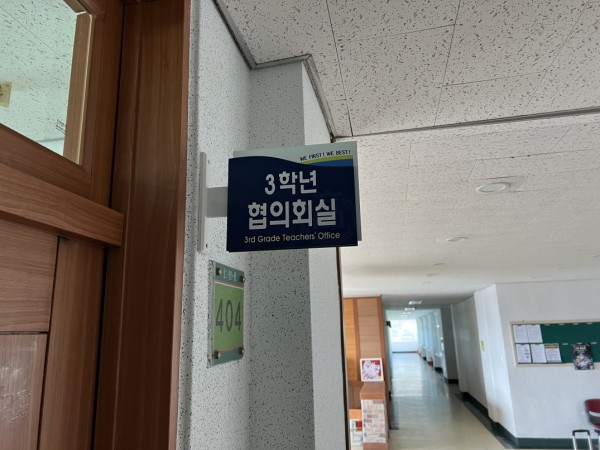 WE FIRST! WE BEST!
3학년
협의회실
3rd Grade Teachers' Office
404